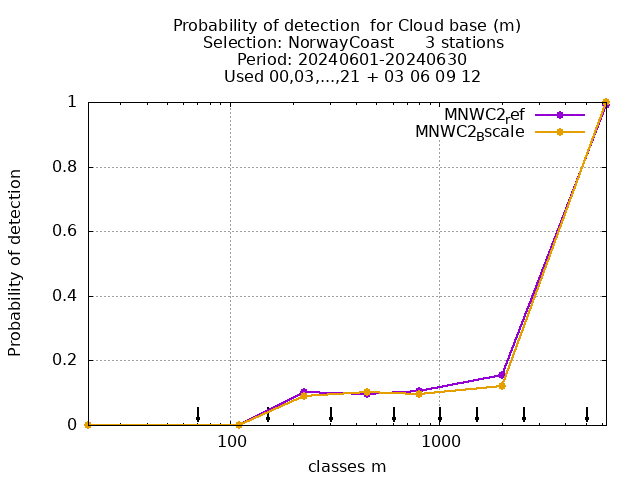 Probability of detection  for Cloud base (m)
Selection: NorwayCoast      3 stations
Period: 20240601-20240630
Used 00,03,...,21 + 03 06 09 12
MNWC2ref
MNWC2Bscale
1
0.8
0.6
0.4
0.2
0
Probability of detection
100
1000
classes m